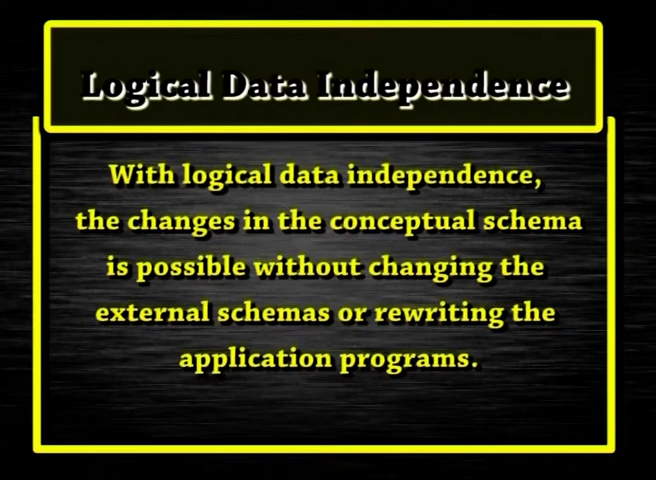 Logical Data Independence
With logical data independence,
the changes in the conceptual schema
is possible without changing the
external schemas or rewriting the
application programs.